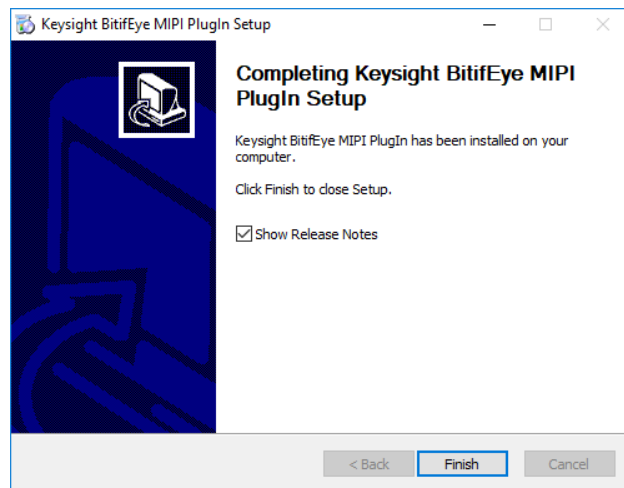 Keysight BitifEye MIPI PlugIn Setup
Completing Keysight BitifEye MIPI
PlugIn Setup
Keysight BitifEye MIPI PlugIn has been installed on your
computer.
Click Finish to close Setup.
Show Release Notes
< Back Finish Cancel